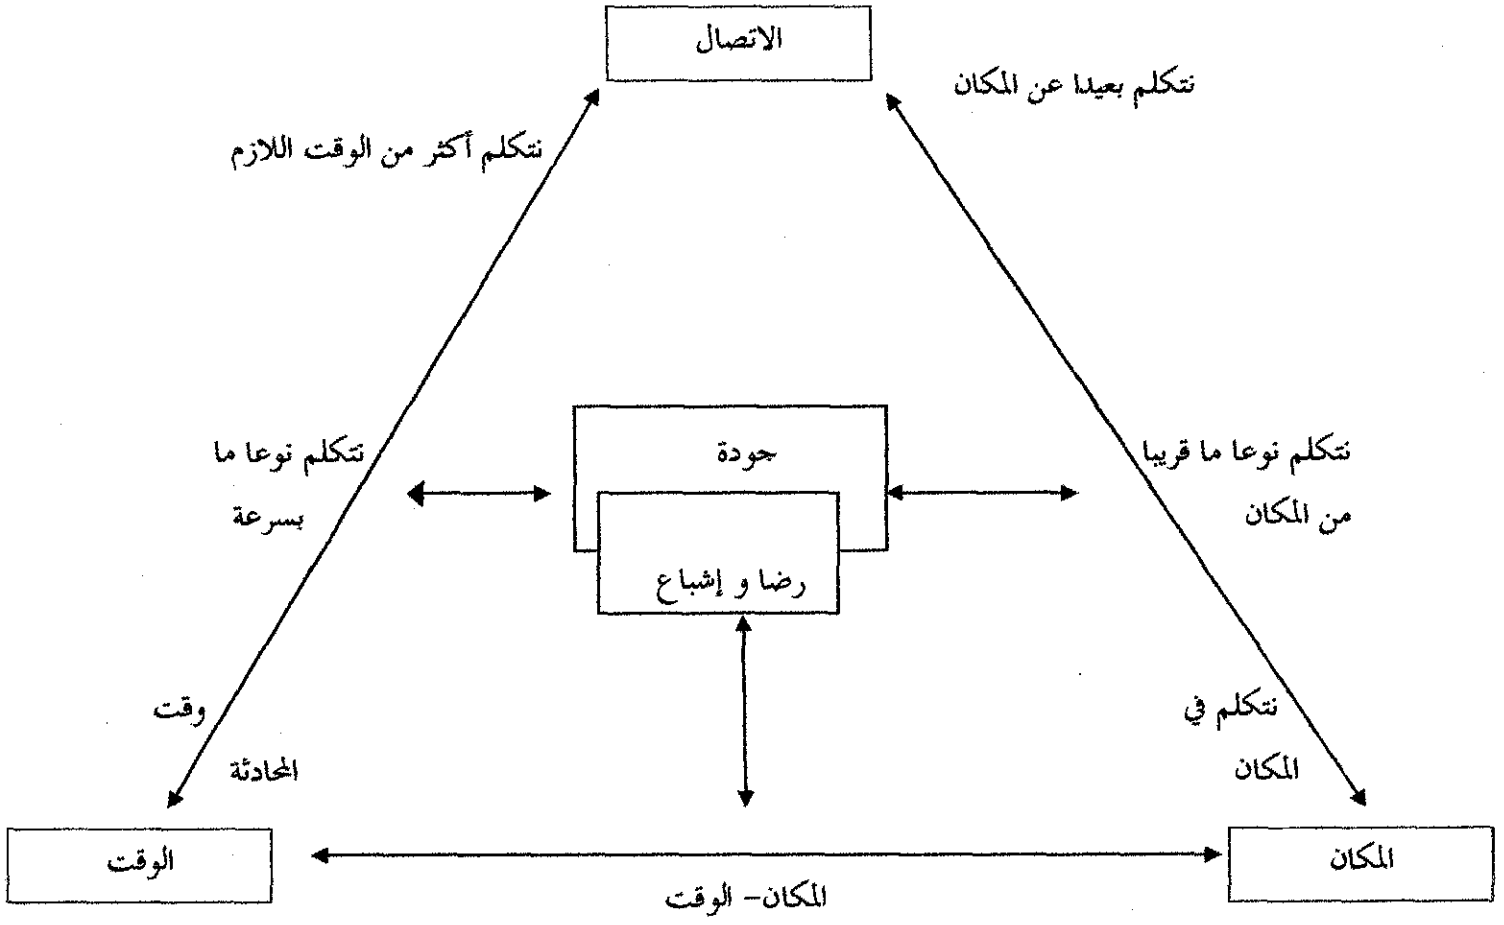 الاتصال
نتكلم بعيدا عن المكان
نتكلم أكثر من الوقت اللازم
جودة
نتكلم نوعا ما قريبا
نتكلم نوعا ما
من المكان
بسرعة
رضا و إشباع
نتكلم في
وقت
المكان
المحادثة
المكان
الوقت
المكان– الوقت